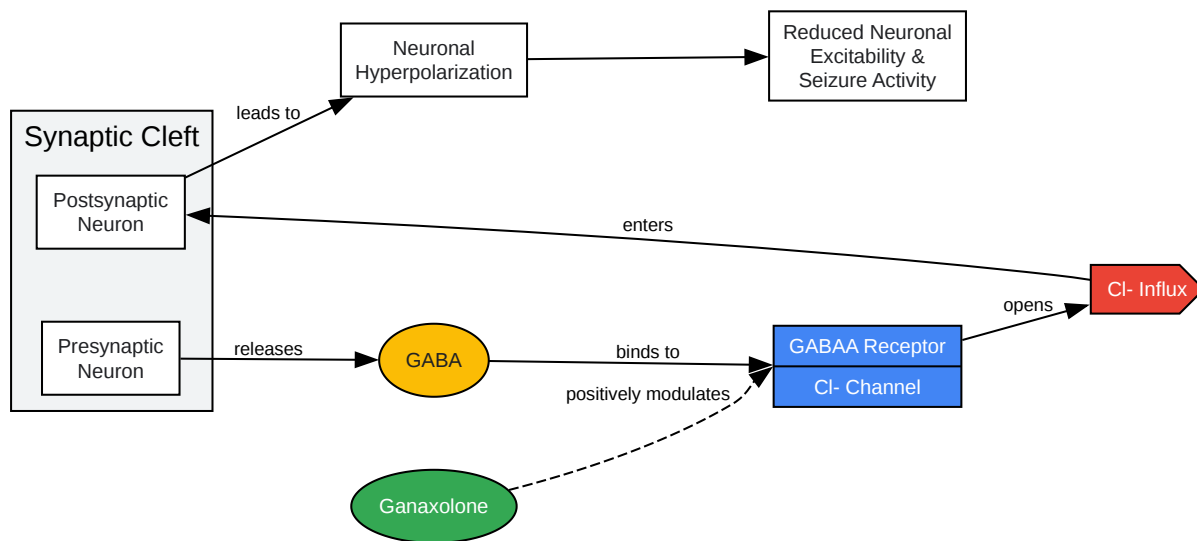 Reduced Neuronal
Excitability &
Seizure Activity
Neuronal
Hyperpolarization
leads to
Synaptic Cleft
Postsynaptic
Neuron
enters
Cl- Influx
opens
Presynaptic
Neuron
releases
GABA
binds to
GABAA Receptor
Cl- Channel
positively modulates
Ganaxolone